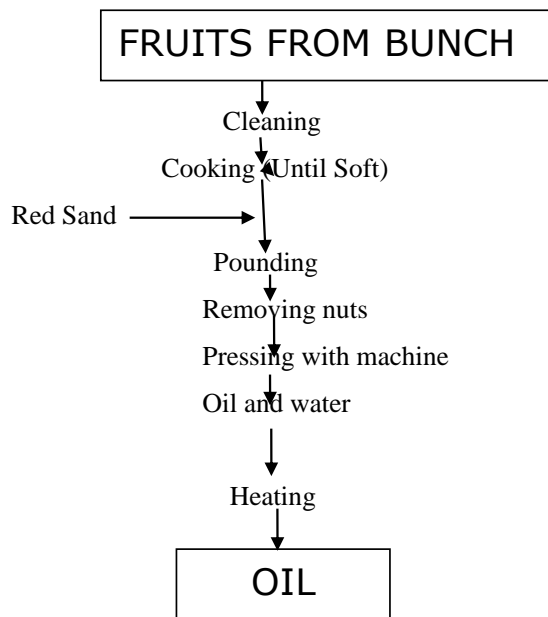 FRUITS FROM BUNCH
Cleaning
Cooking (Until Soft)
Red Sand
Pounding
Removing nuts
Pressing with machine
Oil and water
Heating
OIL